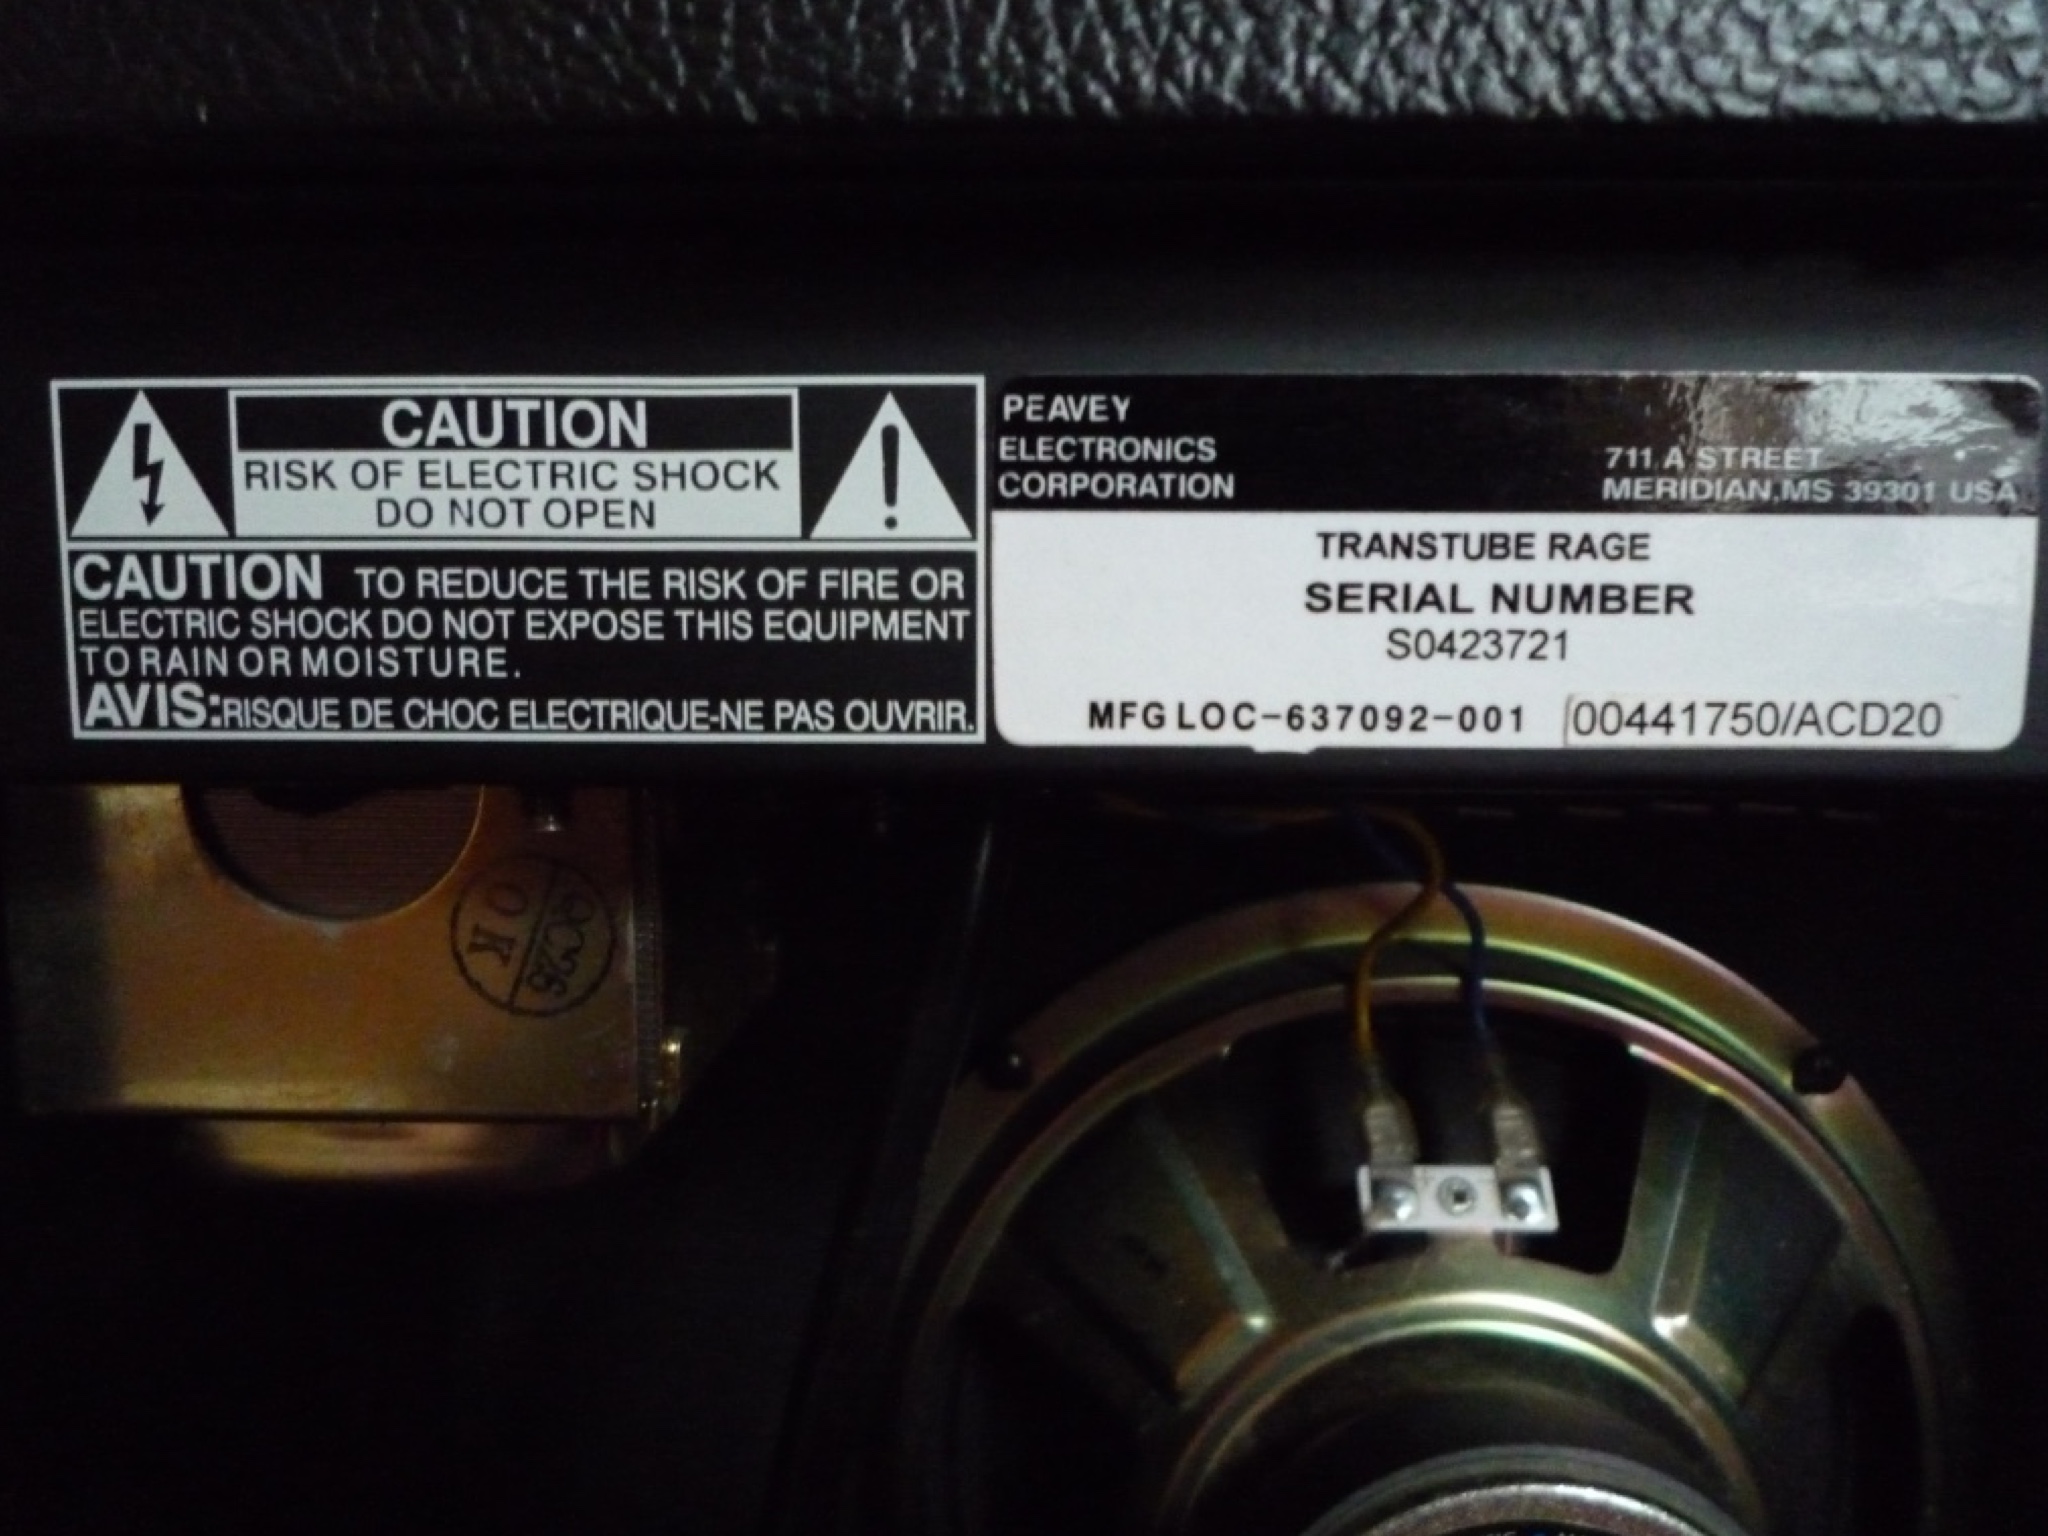 CAUTION
RISK OF ELECTRIC SHOCK
DO NOT OPEN
CAUTION TO REDUCE THE RISK OF FIRE OR
ELECTRIC SHOCK DO NOT EXPOSE THIS EQUIPMENT
TO RAIN OR MOISTURE.
AVIS:RISQUE DE CHOC ELECTRIQUE-NE PAS OUVRIR.
PEAVEY
ELECTRONICS
CORPORATION
711 A STREET
MERIDIAN,MS 39301 USA
TRANSTUBE RAGE
SERIAL NUMBER
S0423721
MFG LOC-637092-001 00441750/ACD20
OK